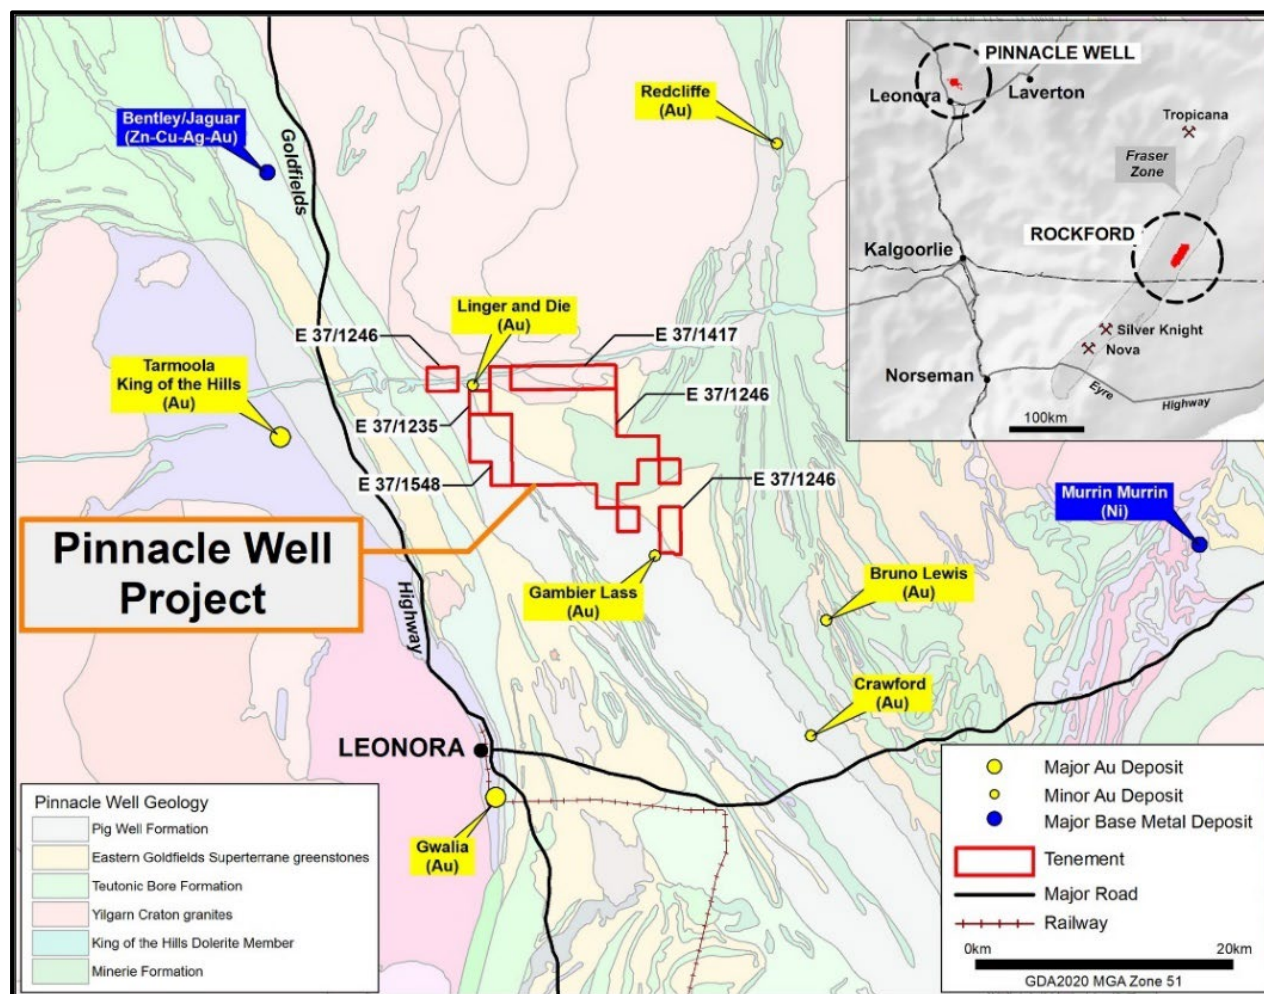 Redcliffe
(Au)
Bentley/Jaguar
(Zn-Cu-Ag-Au)
Goldfields
Linger and Die
(Au)
E 37/1246
E 37/1417
Tarmoola
King of the Hills
(Au)
E 37/1246
E 37/1235
E 37/1548
E 37/1246
Pinnacle Well
Project
Highway
Gambier Lass
(Au)
Bruno Lewis
(Au)
Murrin Murrin
(Ni)
Crawford
(Au)
LEONORA
Gwalia
(Au)
PINNACLE WELL
Leonora
Laverton
Tropicana
Fraser
Zone
ROCKFORD
Kalgoorlie
Silver Knight
Nova
Norseman
Eyre
Highway
100km
Pinnacle Well Geology
Pig Well Formation
Eastern Goldfields Superterrane greenstones
Teutonic Bore Formation
Yilgarn Craton granites
King of the Hills Dolerite Member
Minerie Formation
Major Au Deposit
Minor Au Deposit
Major Base Metal Deposit
Tenement
Major Road
Railway
0km 20km
GDA2020 MGA Zone 51